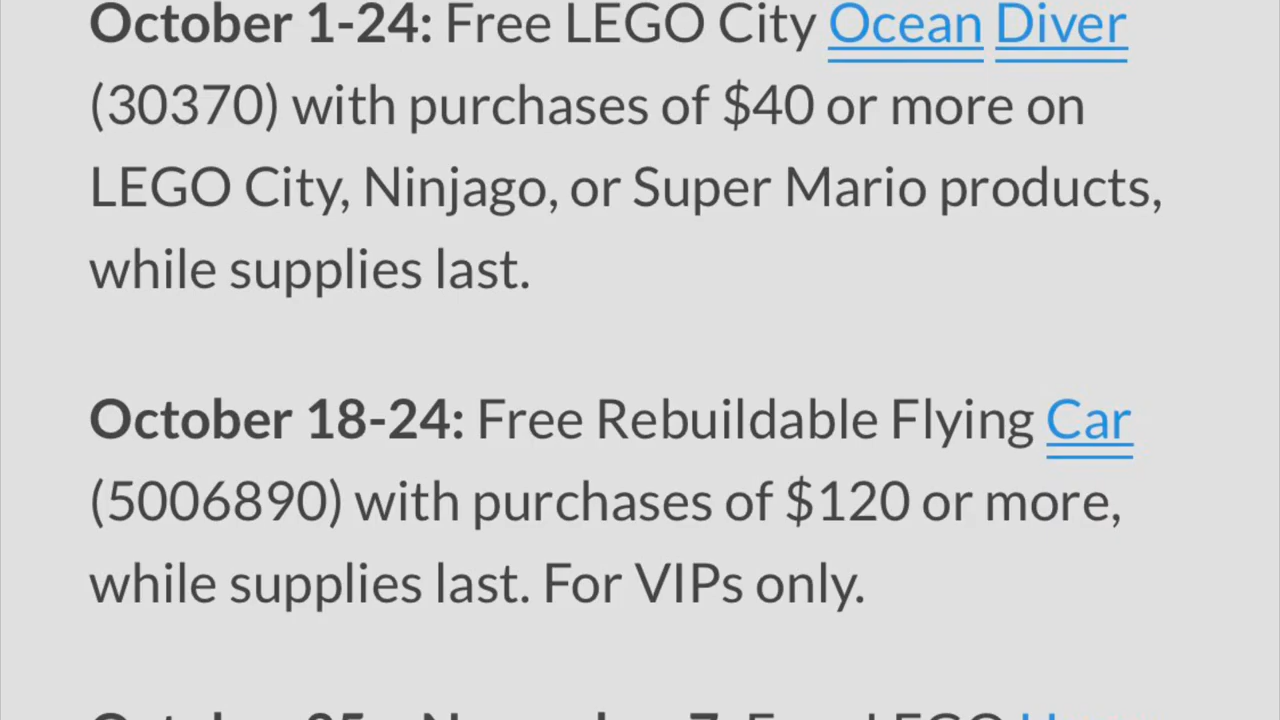 October 1-24: Free LEGO City Ocean Diver
(30370) with purchases of $40 or more on
LEGO City, Ninjago, or Super Mario products,
while supplies last.
October 18-24: Free Rebuildable Flying Car
(5006890) with purchases of $120 or more,
while supplies last. For VIPs only.